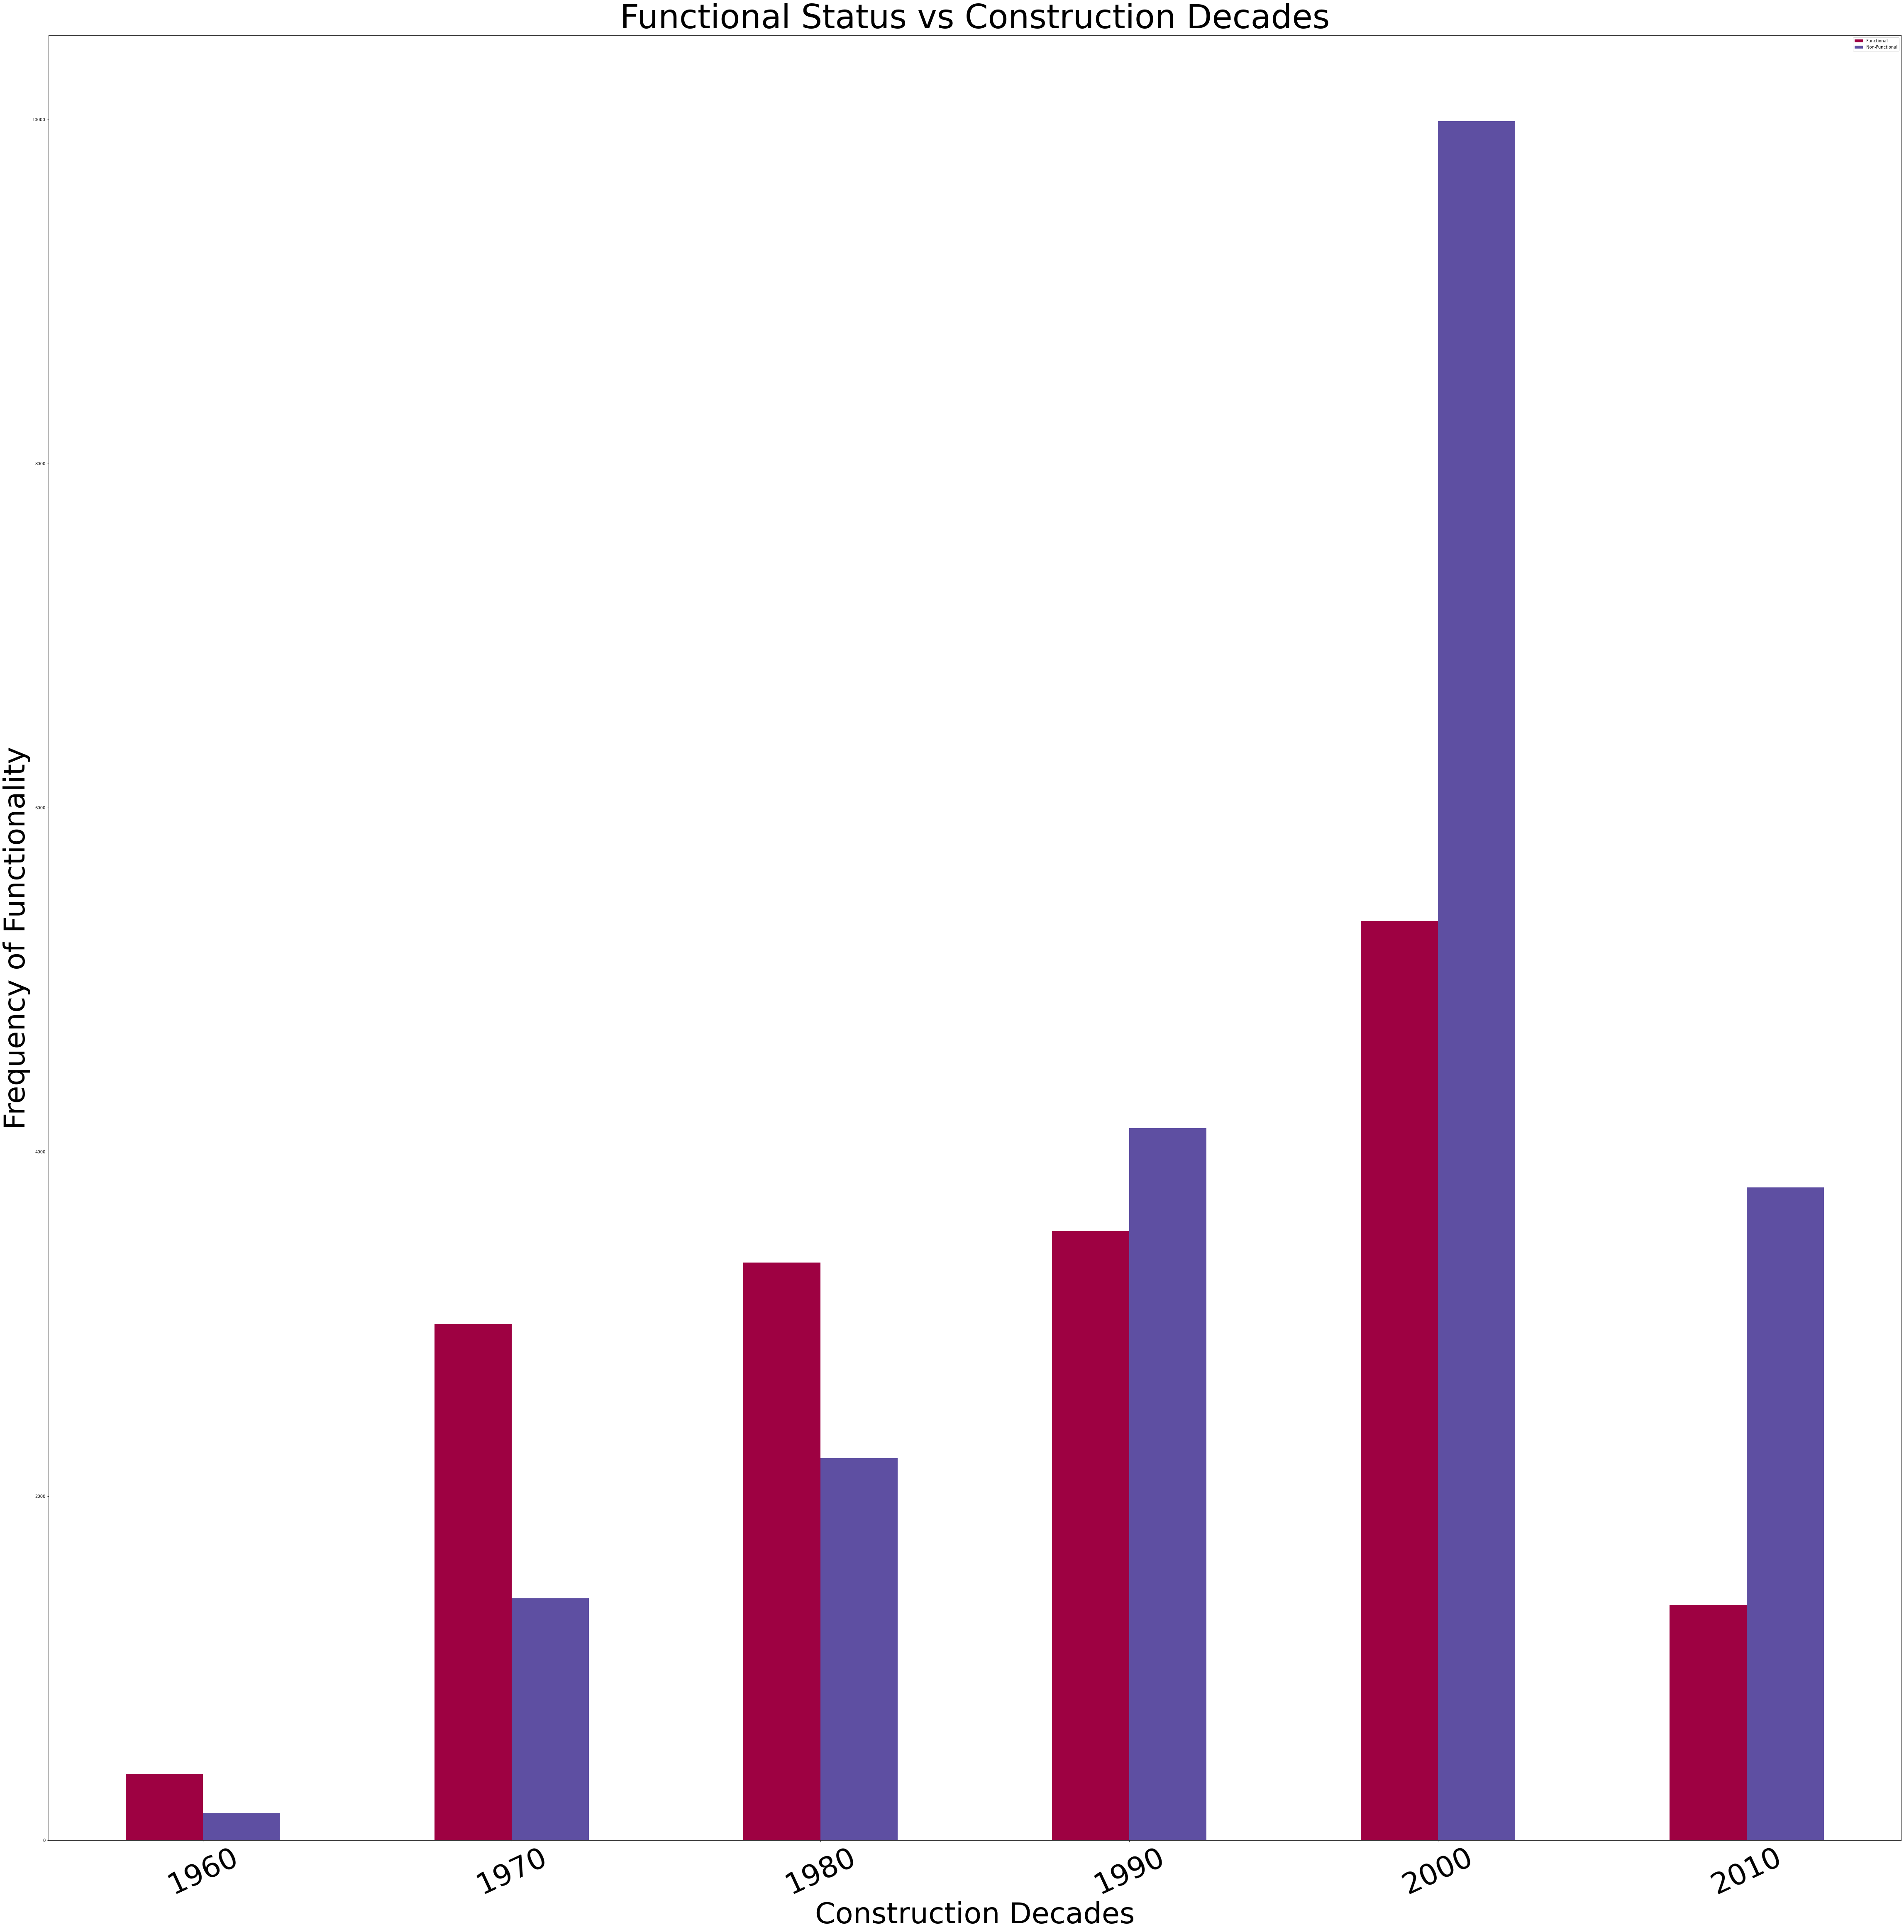 Functional Status vs Construction Decades
Functional
Non-Functional
10000
8000
6000
4000
2000
0
Frequency of Functionality
1960 1970 1980 1990 2000 2010
Construction Decades